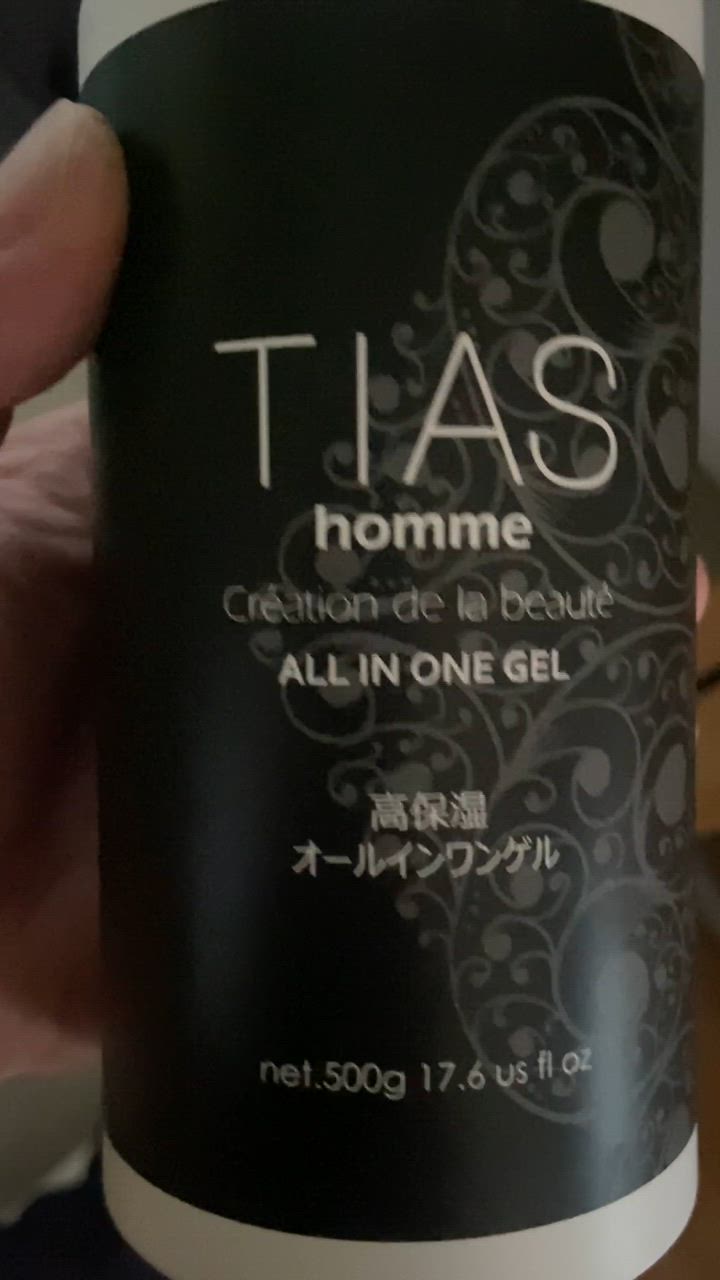 TIAS
homme
Création de la beauté
ALL IN ONE GEL
高保湿
オールインワンゲル
net.500g 17.6 us fl oz